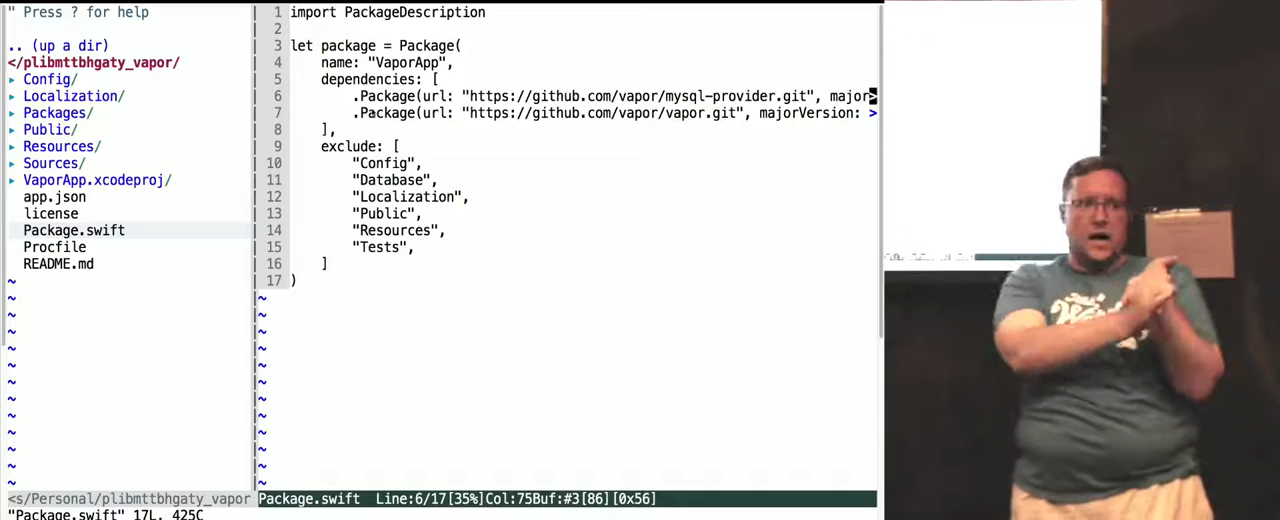 " Press ? for help
.. (up a dir)
</plibmttbhgaty_vapor/
▸ Config/
▸ Localization/
▸ Packages/
▸ Public/
▸ Resources/
▸ Sources/
▸ VaporApp.xcodeproj/
app.json
license
Package.swift
Procfile
README.md
~
~
~
~
~
~
~
~
~
~
~
~
~
<s/Personal/plibmttbhgaty_vapor
"Package.swift" 17L, 425C
1 import PackageDescription
2
3 let package = Package(
4 name: "VaporApp",
5 dependencies: [
6 .Package(url: "https://github.com/vapor/mysql-provider.git", major>
7 .Package(url: "https://github.com/vapor/vapor.git", majorVersion: >
8 ],
9 exclude: [
10 "Config",
11 "Database",
12 "Localization",
13 "Public",
14 "Resources",
15 "Tests",
16 ]
17 )
~
~
~
~
~
~
~
~
~
~
~
~
Package.swift Line:6/17[35%]Col:75Buf:#3[86][0x56]